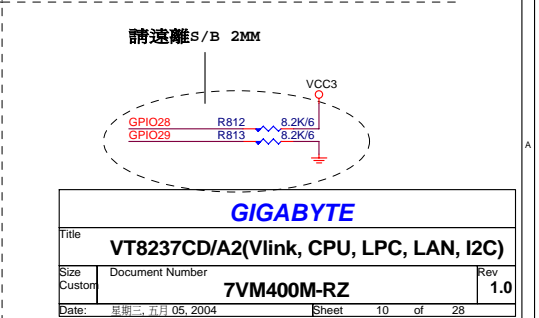 請遠離S/B 2MM
VCC3
GPIO28 R812 8.2K/6
GPIO29 R813 8.2K/6
A
GIGABYTE
Title
VT8237CD/A2(Vlink, CPU, LPC, LAN, I2C)
Size Document Number Rev
Custom 7VM400M-RZ 1.0
Date: 星期三, 五月 05, 2004 Sheet 10 of 28